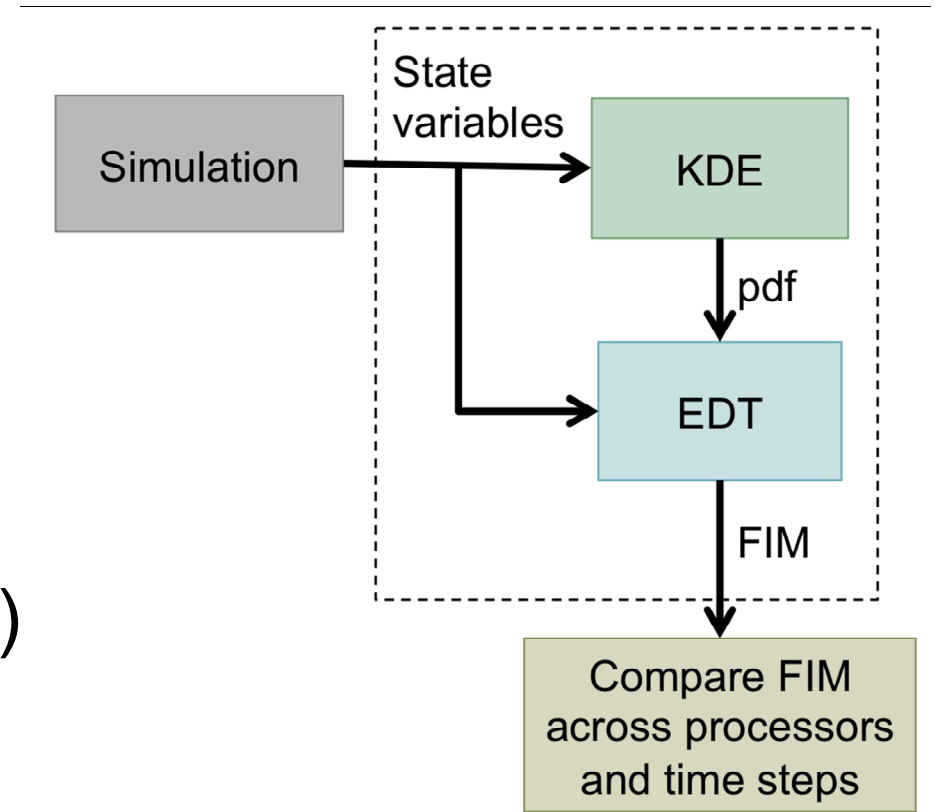 State
variables
Simulation
KDE
pdf
EDT
FIM
)
Compare FIM
across processors
and time steps